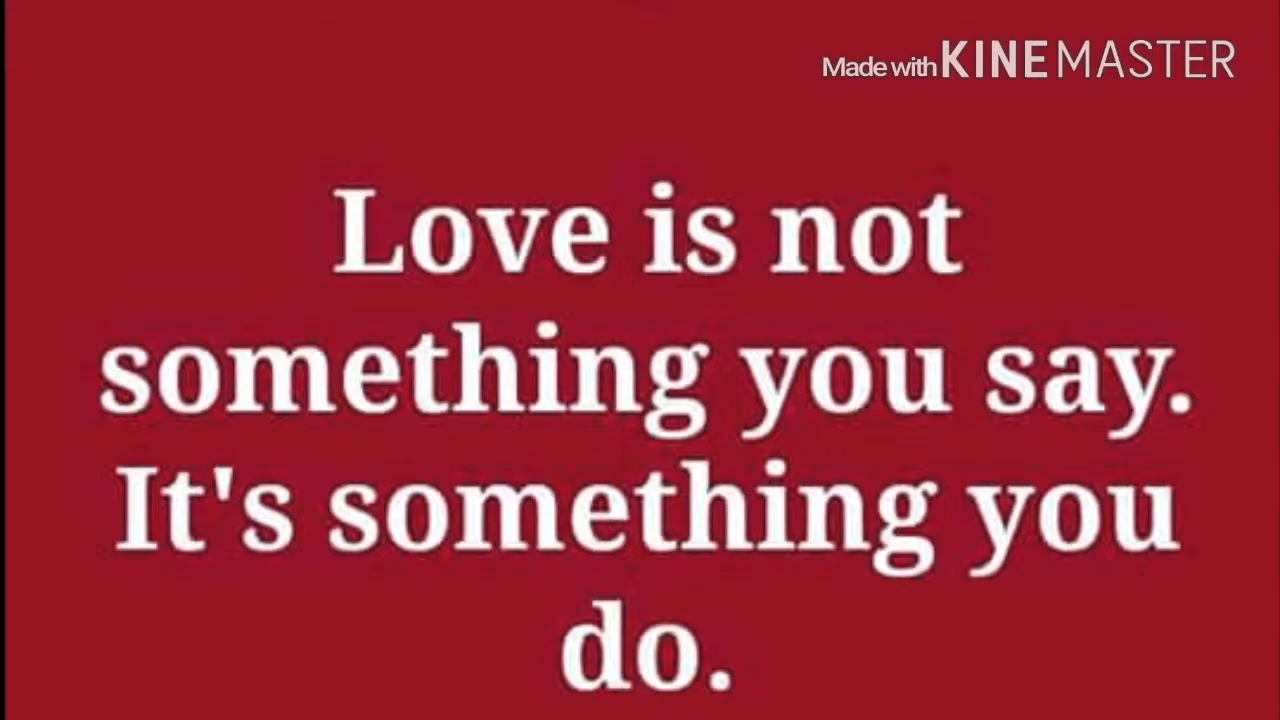 Made with KINEMASTER
Love is not
something you say.
It's something you
do.